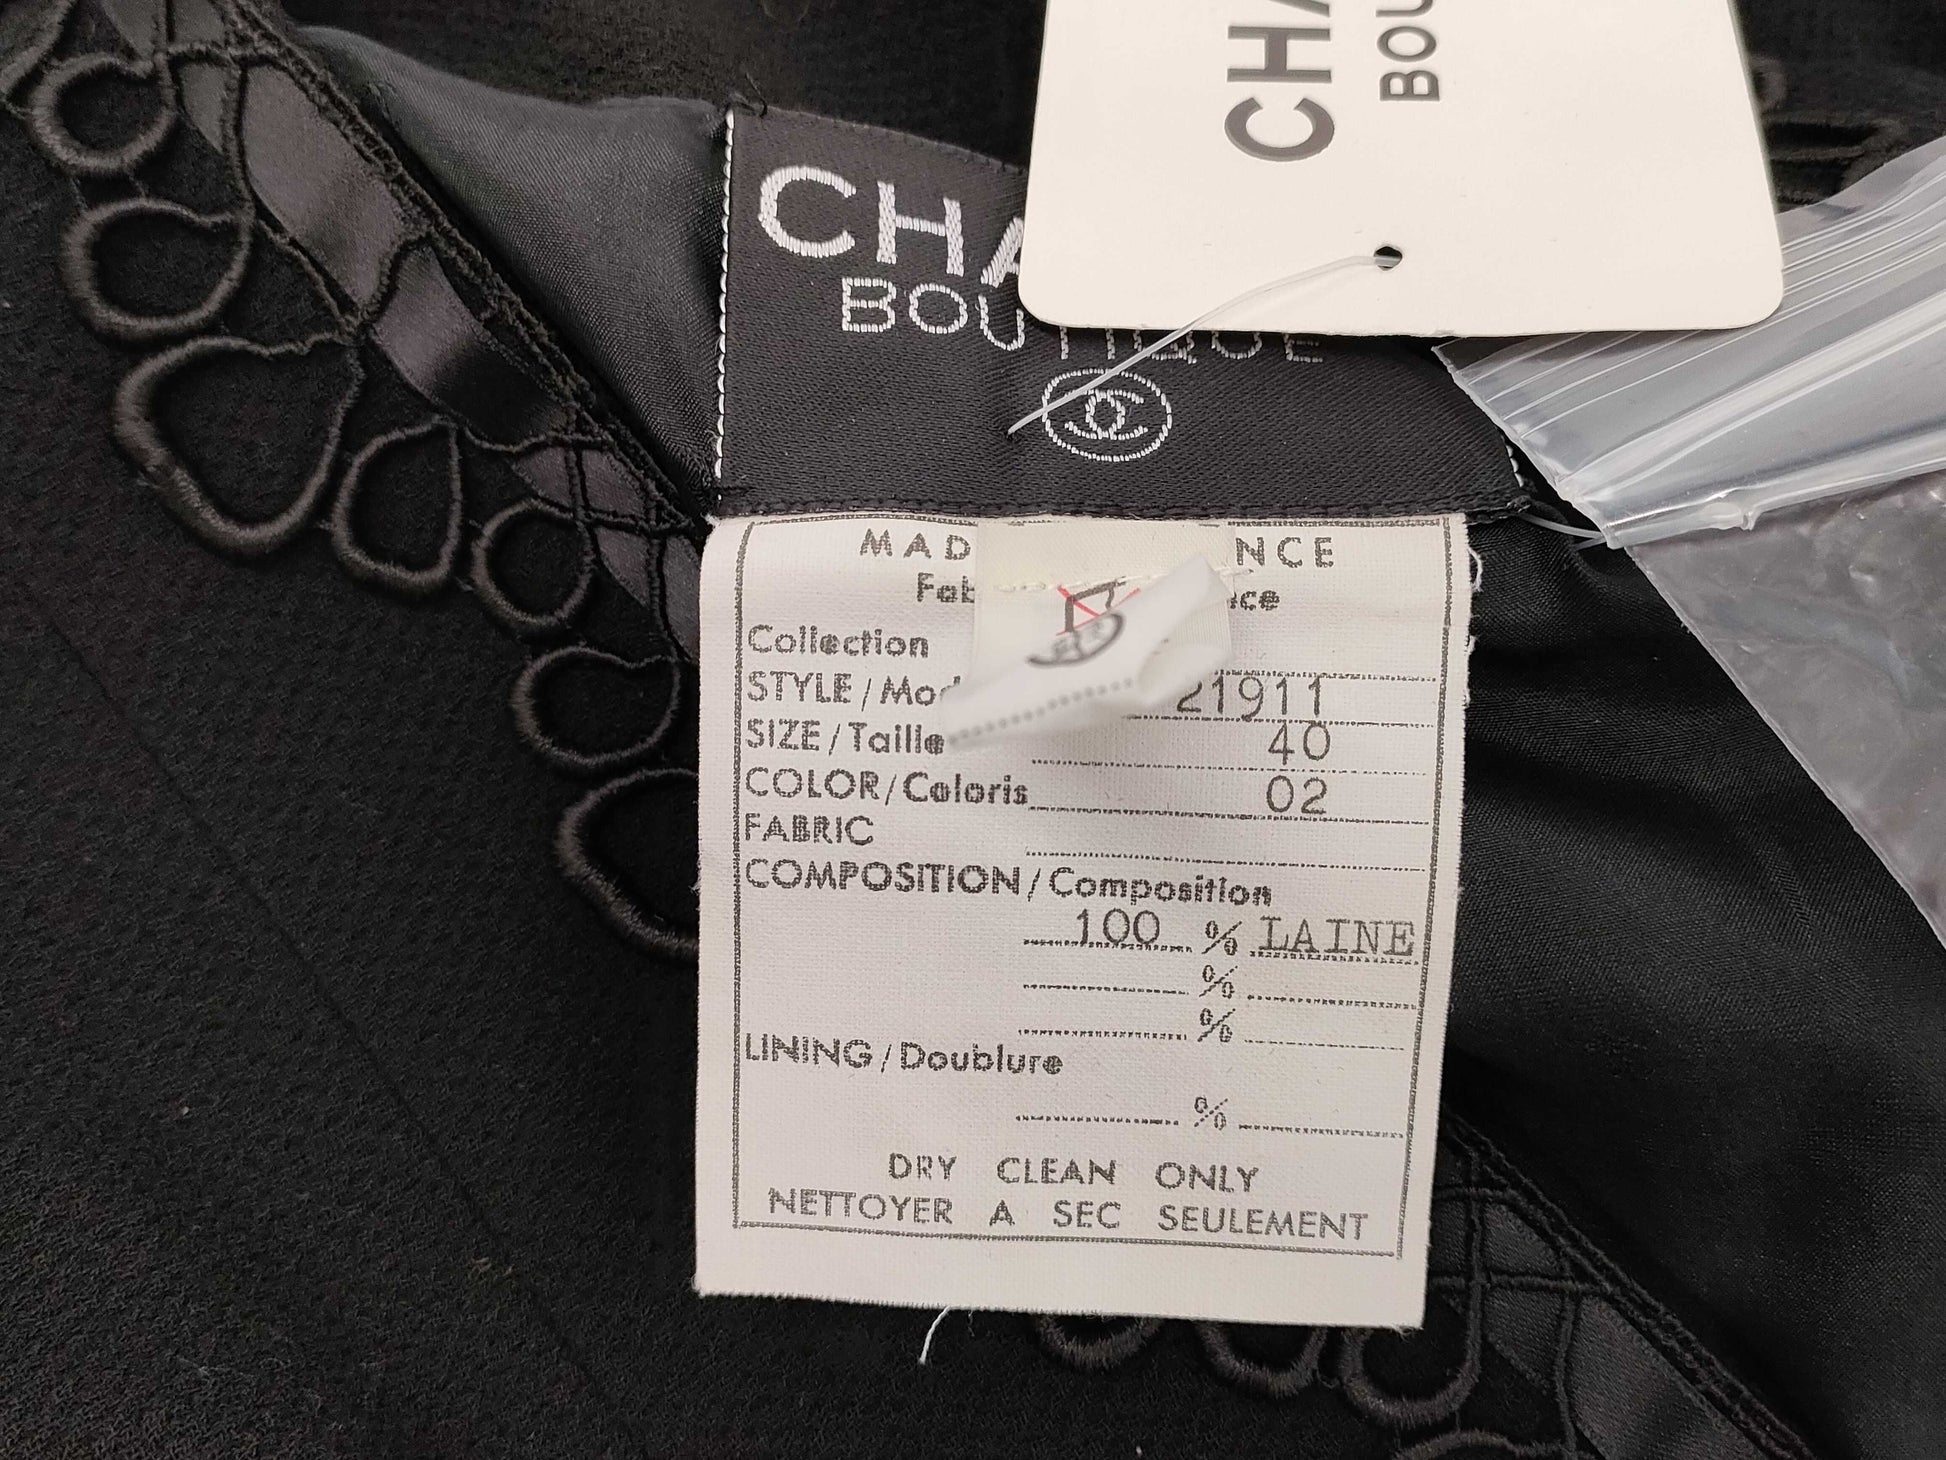 CHA
BOU
CHA
BOUTIQUE
MAD NCE
Fab ce
Collection
STYLE/Mod 21911
SIZE/Taille 40
COLOR/Coloris 02
FABRIC
COMPOSITION/Composition
100 % LAINE
%
%
LINING/Doublure
%
DRY CLEAN ONLY
NETTOYER A SEC SEULEMENT